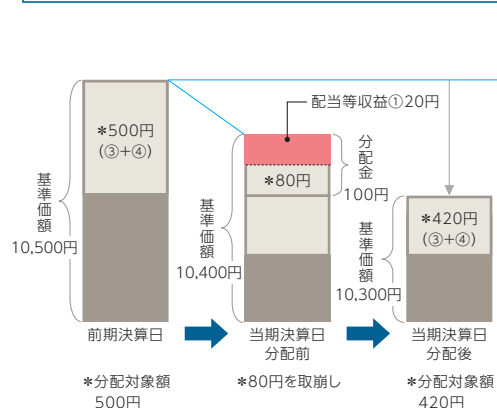 配当等収益①20円
*500円
(③+④)
分配金
*80円
100円
基準価額
10,500円
基準価額
10,400円
*420円
(③+④)
基準価額
10,300円
前期決算日
当期決算日
分配前
当期決算日
分配後
*分配対象額
500円
*80円を取崩し
*分配対象額
420円